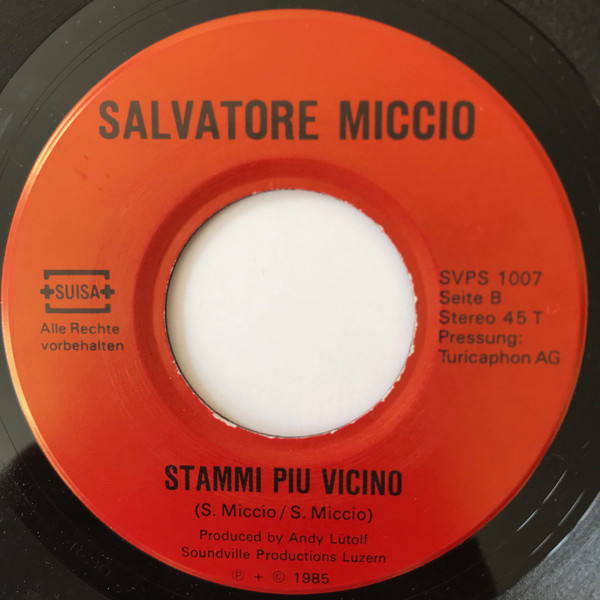 SALVATORE MICCIO
+SUISA+
Alle Rechte
vorbehalten
SVPS 1007
Seite B
Stereo 45 T
Pressung:
Turicaphon AG
STAMMI PIU VICINO
(S. Miccio / S. Miccio)
Produced by Andy Lütolf
Soundville Productions Luzern
℗ + © 1985